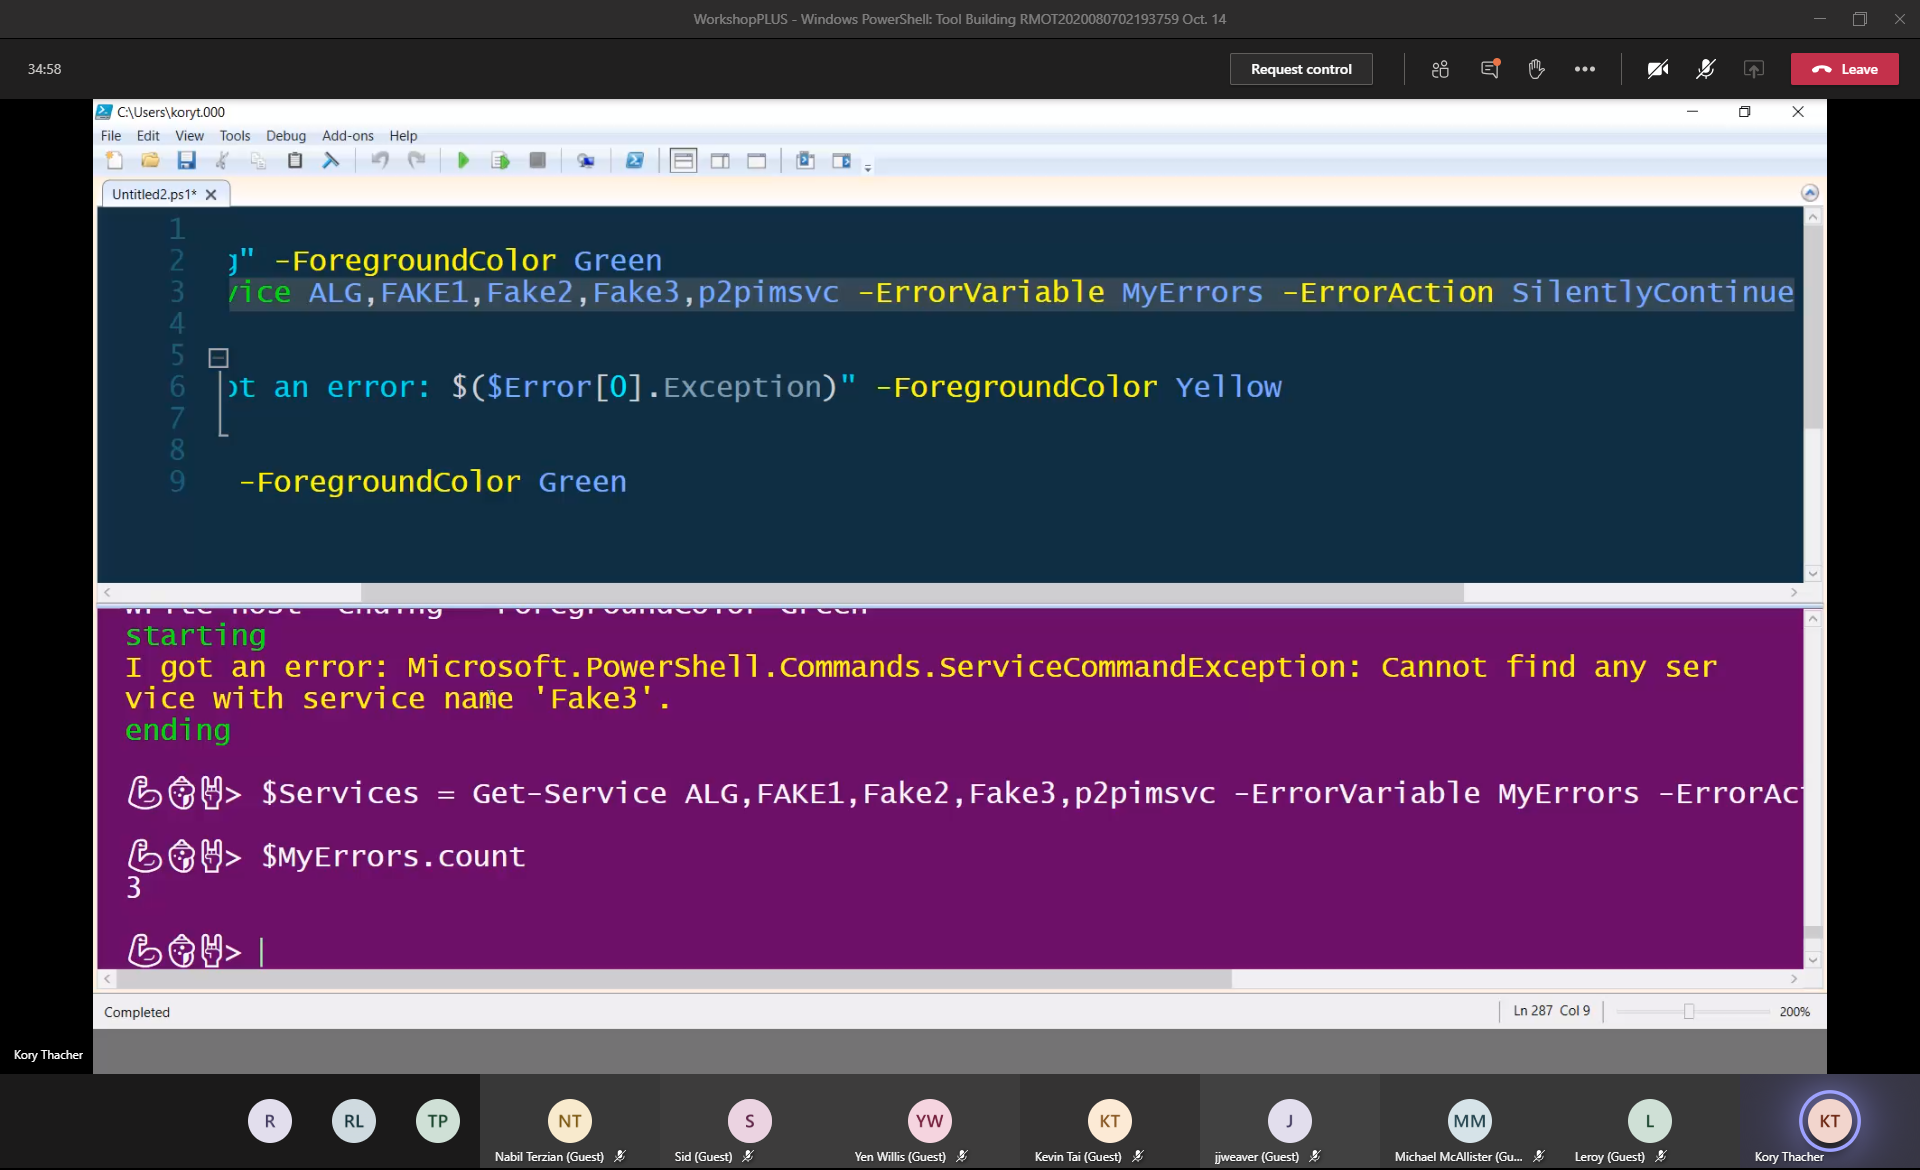 WorkshopPLUS - Windows PowerShell: Tool Building RMOT2020080702193759 Oct. 14
34:58
Request control
Leave
C:\Users\koryt.000
File Edit View Tools Debug Add-ons Help
Untitled2.ps1*
1
2 g" -ForegroundColor Green
3 vice ALG,FAKE1,Fake2,Fake3,p2pimsvc -ErrorVariable MyErrors -ErrorAction SilentlyContinue
4
5
6 ot an error: $($Error[0].Exception)" -ForegroundColor Yellow
7
8
9 -ForegroundColor Green
Write-host "ending" -ForegroundColor Green
starting
I got an error: Microsoft.PowerShell.Commands.ServiceCommandException: Cannot find any ser
vice with service name 'Fake3'.
ending
> $Services = Get-Service ALG,FAKE1,Fake2,Fake3,p2pimsvc -ErrorVariable MyErrors -ErrorAc
> $MyErrors.count
3
>
Completed
Ln 287 Col 9
200%
Kory Thacher
R
RL
TP
NT
Nabil Terzian (Guest)
S
Sid (Guest)
YW
Yen Willis (Guest)
KT
Kevin Tai (Guest)
J
jjweaver (Guest)
MM
Michael McAllister (Gu...
L
Leroy (Guest)
KT
Kory Thacher